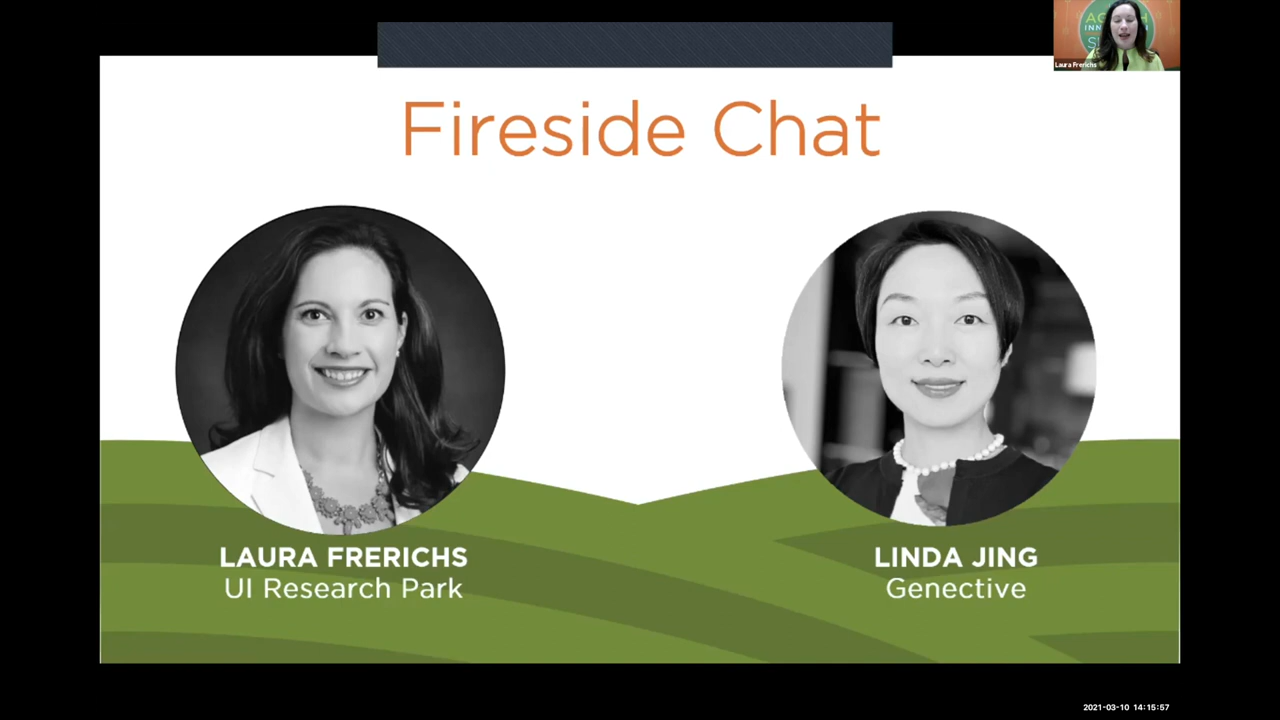 Fireside Chat
Laura Frerichs
LAURA FRERICHS
UI Research Park
LINDA JING
Genective
2021-03-10 14:15:57